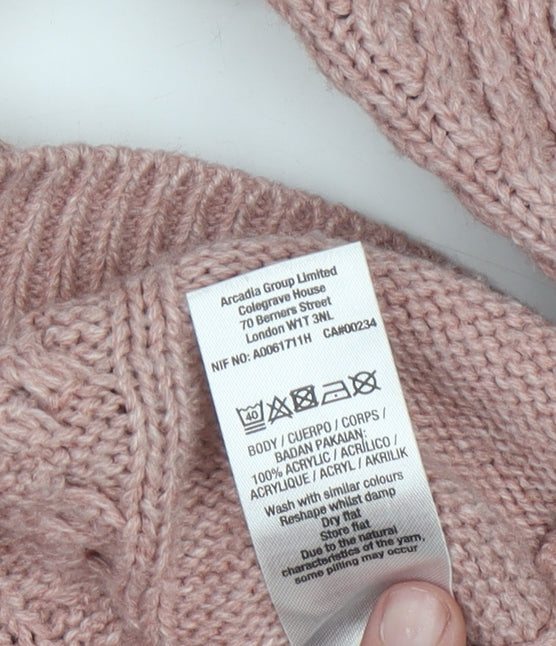 Arcadia Group Limited
Colegrave House
70 Berners Street
London W1T 3NL
NIF NO: A0061711H CA#00234
40
BODY / CUERPO / CORPS /
BADAN PAKAIAN:
100% ACRYLIC / ACRÍLICO /
ACRYLIQUE / ACRYL / AKRILIK
Wash with similar colours
Reshape whilst damp
Dry flat
Store flat
Due to the natural
characteristics of the yarn,
some pilling may occur